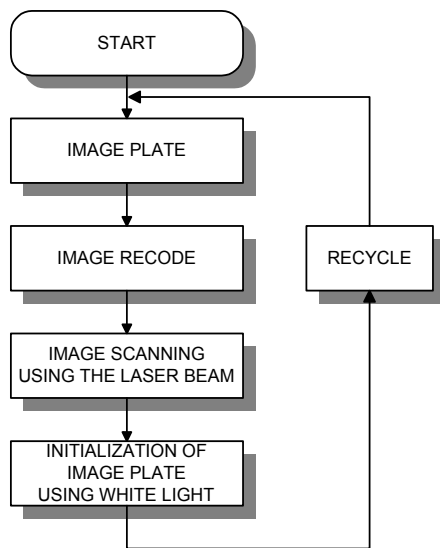 START
IMAGE PLATE
IMAGE RECODE
RECYCLE
IMAGE SCANNING
USING THE LASER BEAM
INITIALIZATION OF
IMAGE PLATE
USING WHITE LIGHT